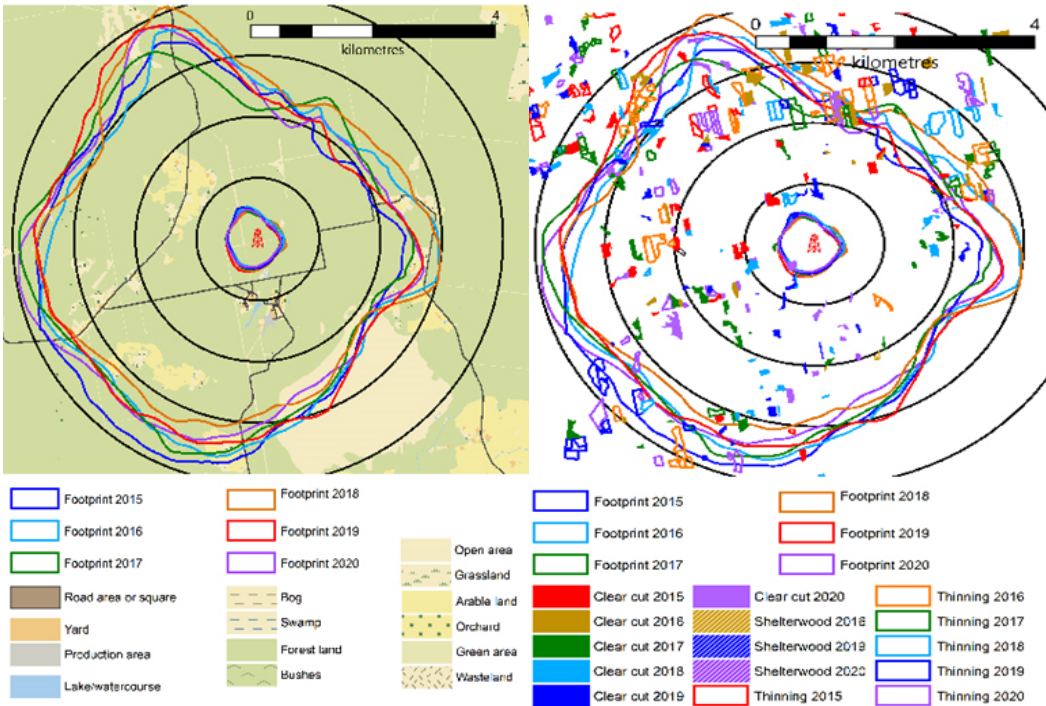 0 4
kilometres
0 4
kilometres
Footprint 2015
Footprint 2018
Footprint 2016
Footprint 2019
Footprint 2017
Footprint 2020
Road area or square
Yard
Production area
Lake/watercourse
Bog
Swamp
Forest land
Bushes
Open area
Grassland
Arable land
Orchard
Green area
Wasteland
Footprint 2015
Footprint 2018
Footprint 2016
Footprint 2019
Footprint 2017
Footprint 2020
Clear cut 2015
Clear cut 2020
Thinning 2016
Clear cut 2016
Shelterwood 2016
Thinning 2017
Clear cut 2017
Shelterwood 2019
Thinning 2018
Clear cut 2018
Shelterwood 2020
Thinning 2019
Clear cut 2019
Thinning 2015
Thinning 2020